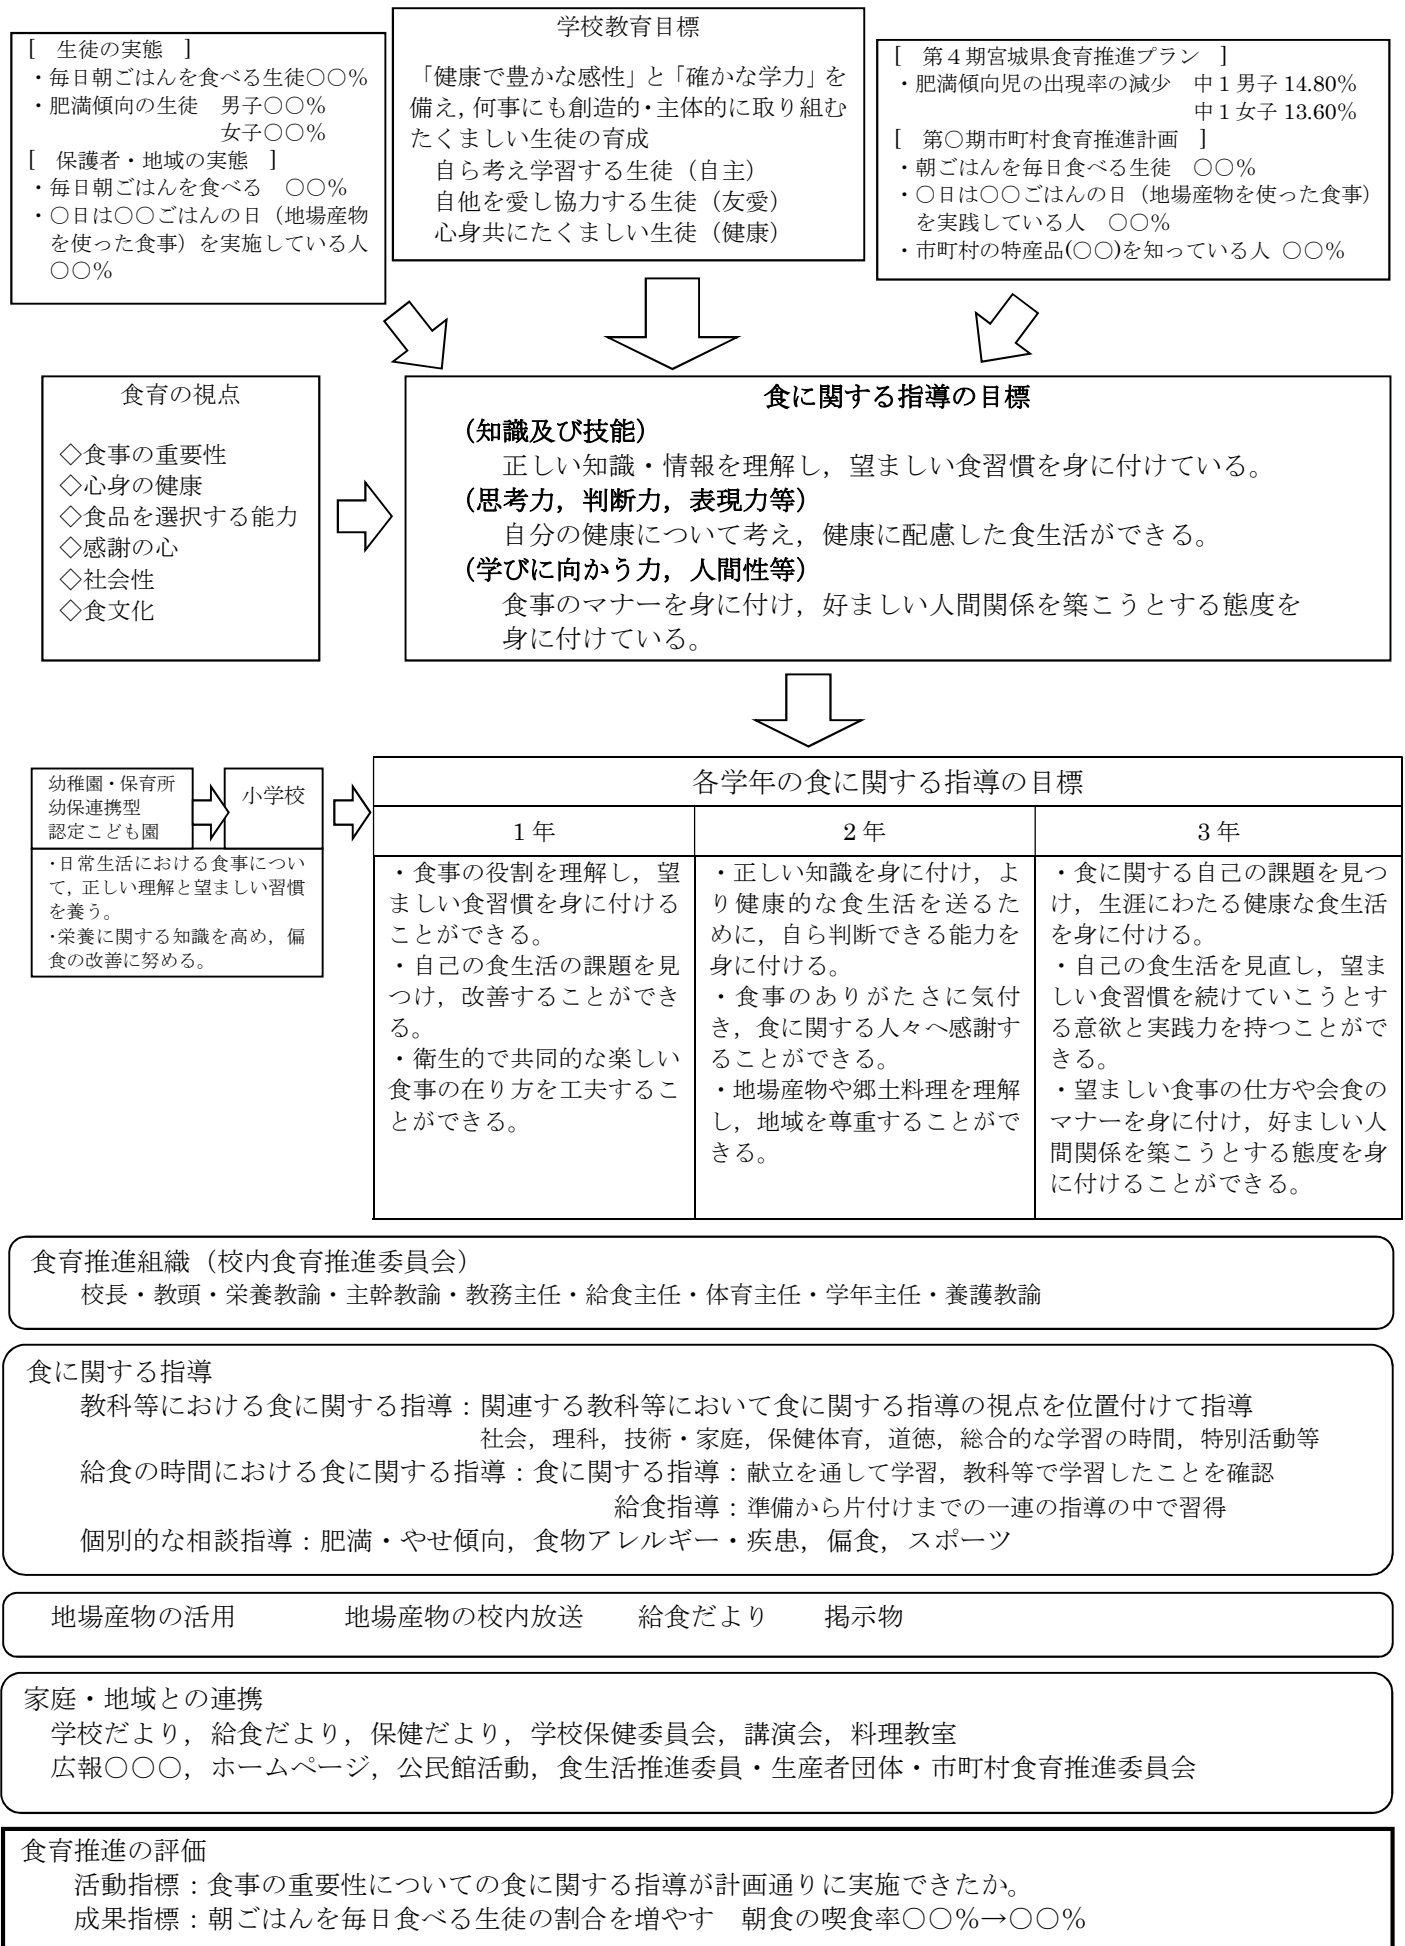 [　生徒の実態　]
・毎日朝ごはんを食べる生徒○○%
・肥満傾向の生徒　男子○○%
女子○○%
[　保護者・地域の実態　]
・毎日朝ごはんを食べる　○○%
・○日は○○ごはんの日（地場産物
を使った食事）を実施している人
○○%
学校教育目標
「健康で豊かな感性」と「確かな学力」を
備え，何事にも創造的・主体的に取り組む
たくましい生徒の育成
自ら考え学習する生徒（自主）
自他を愛し協力する生徒（友愛）
心身共にたくましい生徒（健康）
[　第４期宮城県食育推進プラン　]
・肥満傾向児の出現率の減少　中１男子 14.80%
中１女子 13.60%
[　第○期市町村食育推進計画　]
・朝ごはんを毎日食べる生徒　○○%
・○日は○○ごはんの日（地場産物を使った食事）
を実践している人　○○%
・市町村の特産品(○○)を知っている人 ○○%
食育の視点
◇食事の重要性
◇心身の健康
◇食品を選択する能力
◇感謝の心
◇社会性
◇食文化
食に関する指導の目標
（知識及び技能）
正しい知識・情報を理解し，望ましい食習慣を身に付けている。
（思考力，判断力，表現力等）
自分の健康について考え，健康に配慮した食生活ができる。
（学びに向かう力，人間性等）
食事のマナーを身に付け，好ましい人間関係を築こうとする態度を
身に付けている。
幼稚園・保育所
幼保連携型
認定こども園
小学校
・日常生活における食事につい
て，正しい理解と望ましい習慣
を養う。
・栄養に関する知識を高め，偏
食の改善に努める。
各学年の食に関する指導の目標
１年
２年
３年
・食事の役割を理解し，望
ましい食習慣を身に付ける
ことができる。
・自己の食生活の課題を見
つけ，改善することができ
る。
・衛生的で共同的な楽しい
食事の在り方を工夫するこ
とができる。
・正しい知識を身に付け，よ
り健康的な食生活を送るた
めに，自ら判断できる能力を
身に付ける。
・食事のありがたさに気付
き，食に関する人々へ感謝す
ることができる。
・地場産物や郷土料理を理解
し，地域を尊重することがで
きる。
・食に関する自己の課題を見つ
け，生涯にわたる健康な食生活
を身に付ける。
・自己の食生活を見直し，望ま
しい食習慣を続けていこうとす
る意欲と実践力を持つことがで
きる。
・望ましい食事の仕方や会食の
マナーを身に付け，好ましい人
間関係を築こうとする態度を身
に付けることができる。
食育推進組織（校内食育推進委員会）
校長・教頭・栄養教諭・主幹教諭・教務主任・給食主任・体育主任・学年主任・養護教諭
食に関する指導
教科等における食に関する指導：関連する教科等において食に関する指導の視点を位置付けて指導
社会，理科，技術・家庭，保健体育，道徳，総合的な学習の時間，特別活動等
給食の時間における食に関する指導：食に関する指導：献立を通して学習，教科等で学習したことを確認
給食指導：準備から片付けまでの一連の指導の中で習得
個別的な相談指導：肥満・やせ傾向，食物アレルギー・疾患，偏食，スポーツ
地場産物の活用　　　地場産物の校内放送　　給食だより　　掲示物
家庭・地域との連携
学校だより，給食だより，保健だより，学校保健委員会，講演会，料理教室
広報○○○，ホームページ，公民館活動，食生活推進委員・生産者団体・市町村食育推進委員会
食育推進の評価
活動指標：食事の重要性についての食に関する指導が計画通りに実施できたか。
成果指標：朝ごはんを毎日食べる生徒の割合を増やす　朝食の喫食率○○%→○○%